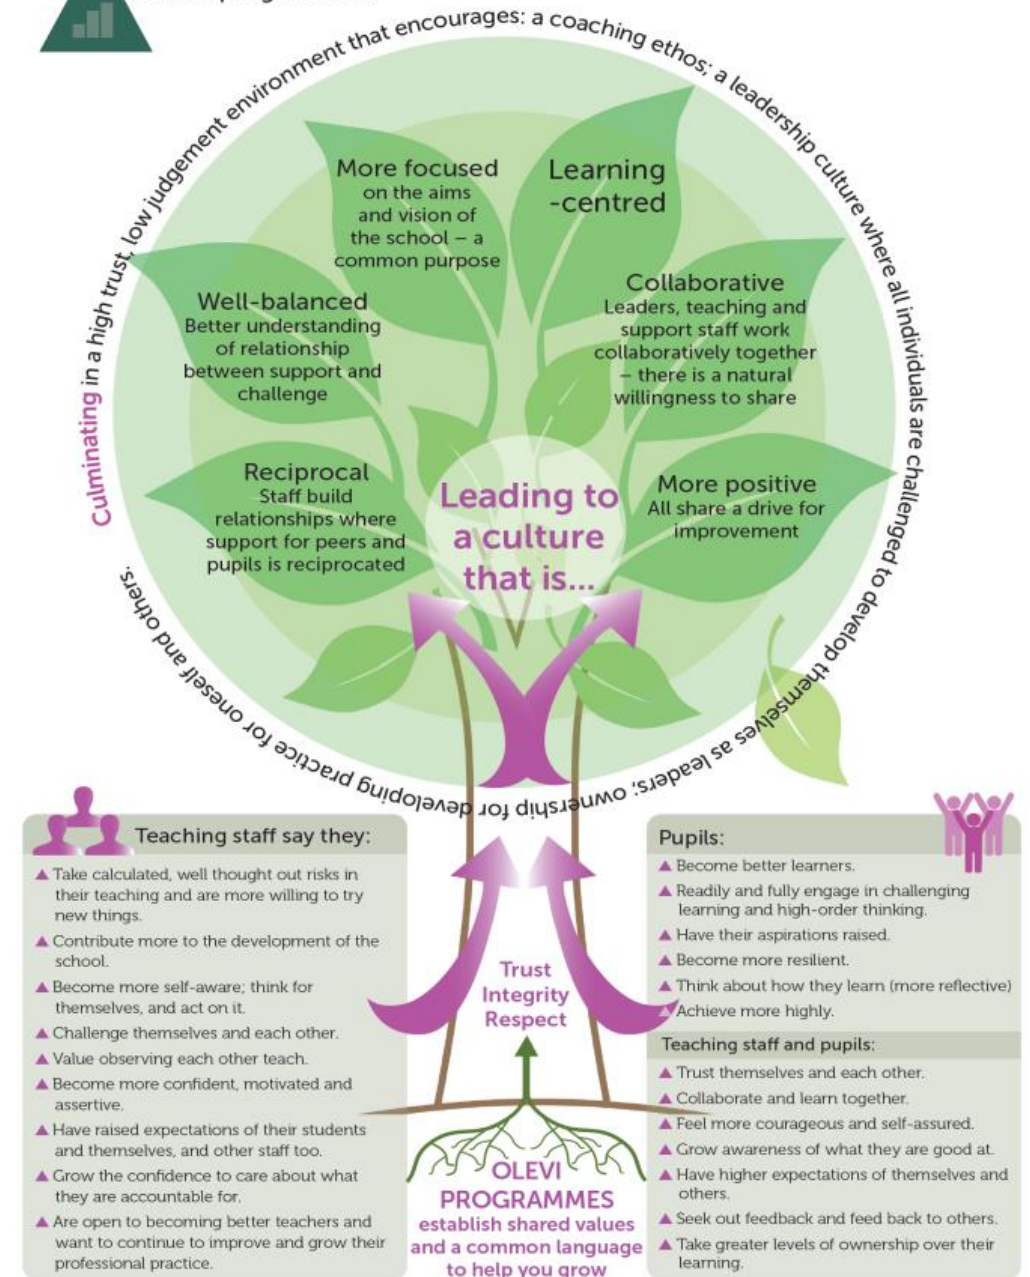 Culminating in a high trust, low judgement environment that encourages: a coaching ethos; a leadership culture where all individuals are challenged to develop themselves as leaders; ownership for developing practice for oneself and others.
More focused
on the aims
and vision of
the school – a
common purpose
Learning
-centred
Well-balanced
Better understanding
of relationship
between support and
challenge
Collaborative
Leaders, teaching and
support staff work
collaboratively together
– there is a natural
willingness to share
Reciprocal
Staff build
relationships where
support for peers and
pupils is reciprocated
Leading to
a culture
that is...
More positive
All share a drive for
improvement
Teaching staff say they:
Take calculated, well thought out risks in
their teaching and are more willing to try
new things.
Contribute more to the development of the
school.
Become more self-aware; think for
themselves, and act on it.
Challenge themselves and each other.
Value observing each other teach.
Become more confident, motivated and
assertive.
Have raised expectations of their students
and themselves, and other staff too.
Grow the confidence to care about what
they are accountable for.
Are open to becoming better teachers and
want to continue to improve and grow their
professional practice.
Trust
Integrity
Respect
OLEVI
PROGRAMMES
establish shared values
and a common language
to help you grow
Pupils:
Become better learners.
Readily and fully engage in challenging
learning and high-order thinking.
Have their aspirations raised.
Become more resilient.
Think about how they learn (more reflective)
Achieve more highly.
Teaching staff and pupils:
Trust themselves and each other.
Collaborate and learn together.
Feel more courageous and self-assured.
Grow awareness of what they are good at.
Have higher expectations of themselves and
others.
Seek out feedback and feed back to others.
Take greater levels of ownership over their
learning.